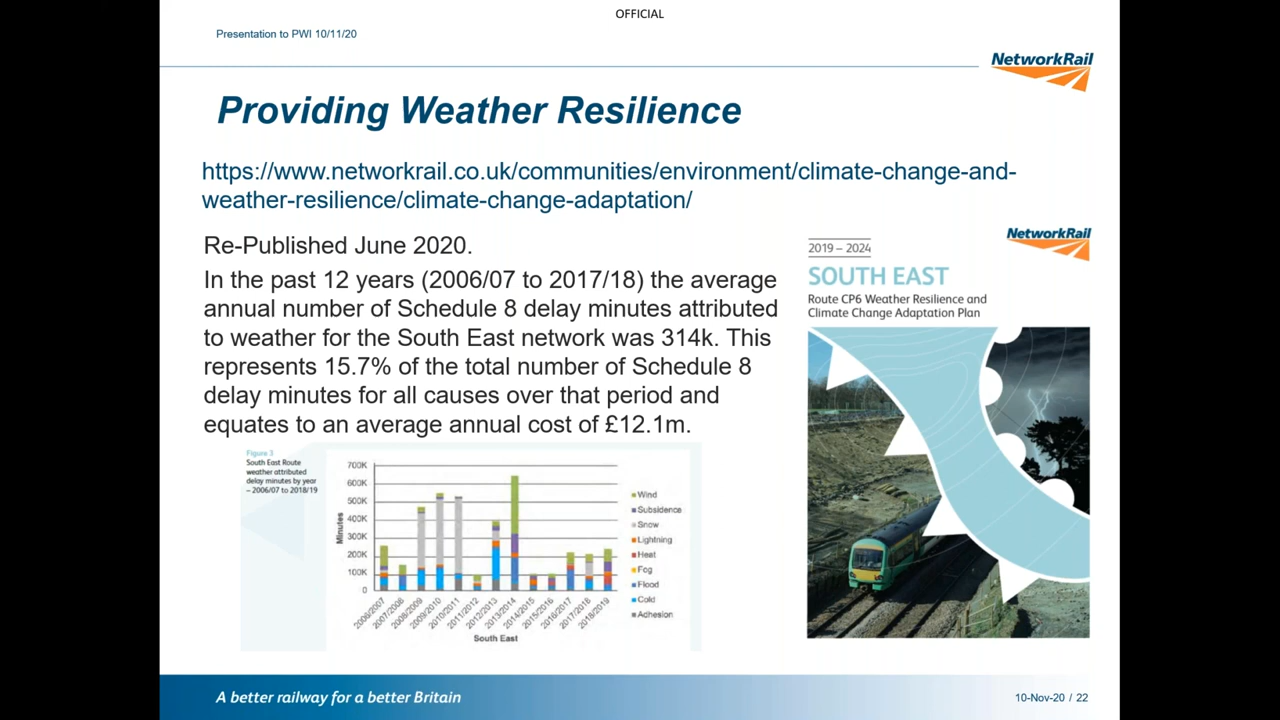 OFFICIAL
Presentation to PWI 10/11/20
NetworkRail
Providing Weather Resilience
https://www.networkrail.co.uk/communities/environment/climate-change-and-
weather-resilience/climate-change-adaptation/
Re-Published June 2020.
In the past 12 years (2006/07 to 2017/18) the average
annual number of Schedule 8 delay minutes attributed
to weather for the South East network was 314k. This
represents 15.7% of the total number of Schedule 8
delay minutes for all causes over that period and
equates to an average annual cost of £12.1m.
NetworkRail
2019 – 2024
SOUTH EAST
Route CP6 Weather Resilience and
Climate Change Adaptation Plan
Figure 3
South East Route
weather attributed
delay minutes by year
– 2006/07 to 2018/19
Minutes
700K
600K
500K
400K
300K
200K
100K
0
2006/2007
2007/2008
2008/2009
2009/2010
2010/2011
2011/2012
2012/2013
2013/2014
2014/2015
2015/2016
2016/2017
2017/2018
2018/2019
South East
Wind
Subsidence
Snow
Lightning
Heat
Fog
Flood
Cold
Adhesion
A better railway for a better Britain
10-Nov-20 / 22